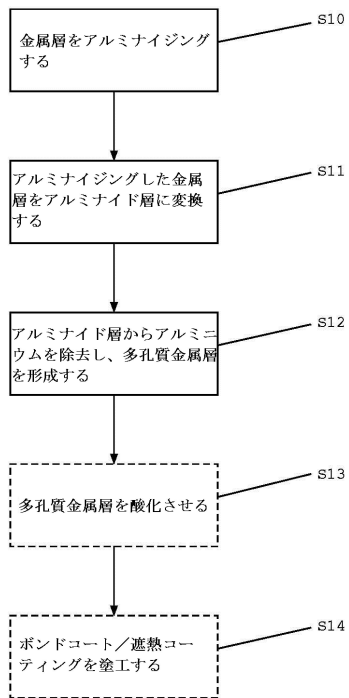 S10
金属層をアルミナイジング
する
S11
アルミナイジングした金属
層をアルミナイド層に変換
する
S12
アルミナイド層からアルミニ
ウムを除去し、多孔質金属層
を形成する
S13
多孔質金属層を酸化させる
S14
ボンドコート／遮熱コー
ティングを塗工する